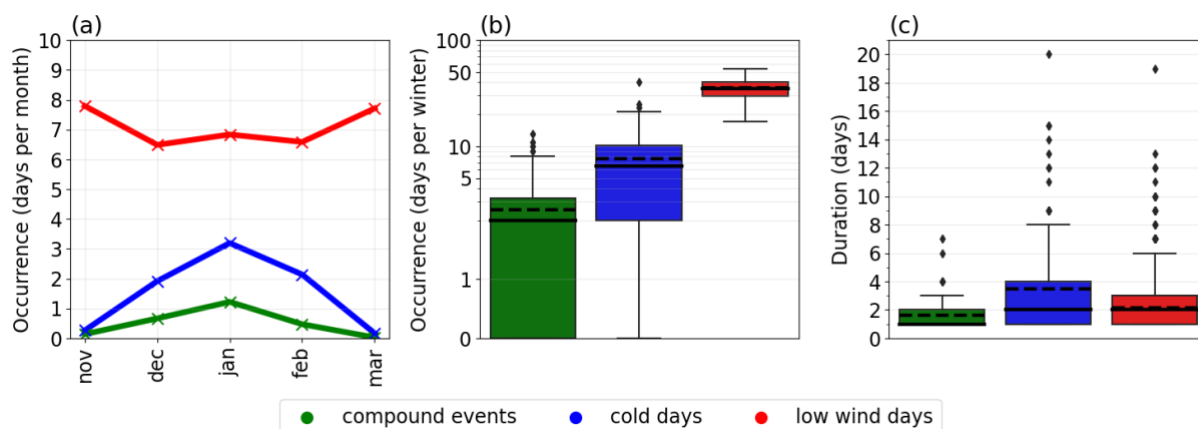 (a)
Occurrence (days per month)
10
9
8
7
6
5
4
3
2
1
0
nov
dec
jan
feb
mar
(b)
Occurrence (days per winter)
100
50
10
5
1
0
(c)
Duration (days)
20
18
16
14
12
10
8
6
4
2
0
compound events
cold days
low wind days